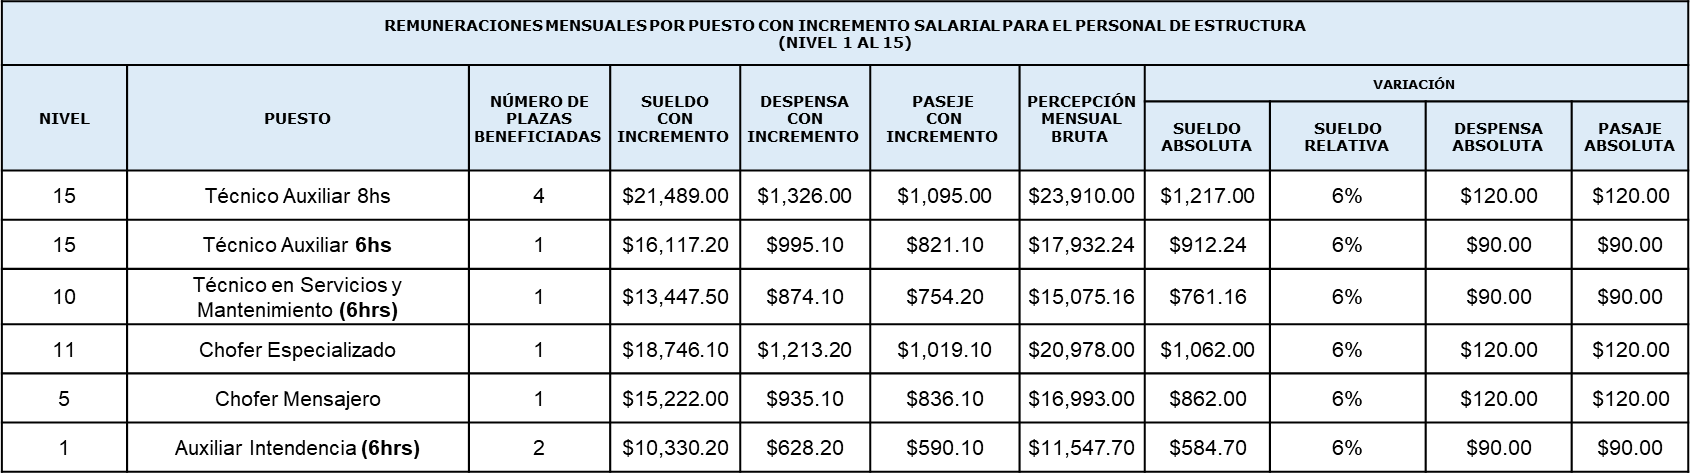 REMUNERACIONES MENSUALES POR PUESTO CON INCREMENTO SALARIAL PARA EL PERSONAL DE ESTRUCTURA
(NIVEL 1 AL 15)
NIVEL
PUESTO
NÚMERO DE
PLAZAS
BENEFICIADAS
SUELDO
CON
INCREMENTO
DESPENSA
CON
INCREMENTO
PASEJE
CON
INCREMENTO
PERCEPCIÓN
MENSUAL
BRUTA
VARIACIÓN
SUELDO
ABSOLUTA
SUELDO
RELATIVA
DESPENSA
ABSOLUTA
PASAJE
ABSOLUTA
15 Técnico Auxiliar 8hs 4 $21,489.00 $1,326.00 $1,095.00 $23,910.00 $1,217.00 6% $120.00 $120.00
15 Técnico Auxiliar 6hs 1 $16,117.20 $995.10 $821.10 $17,932.24 $912.24 6% $90.00 $90.00
10 Técnico en Servicios y
Mantenimiento (6hrs) 1 $13,447.50 $874.10 $754.20 $15,075.16 $761.16 6% $90.00 $90.00
11 Chofer Especializado 1 $18,746.10 $1,213.20 $1,019.10 $20,978.00 $1,062.00 6% $120.00 $120.00
5 Chofer Mensajero 1 $15,222.00 $935.10 $836.10 $16,993.00 $862.00 6% $120.00 $120.00
1 Auxiliar Intendencia (6hrs) 2 $10,330.20 $628.20 $590.10 $11,547.70 $584.70 6% $90.00 $90.00